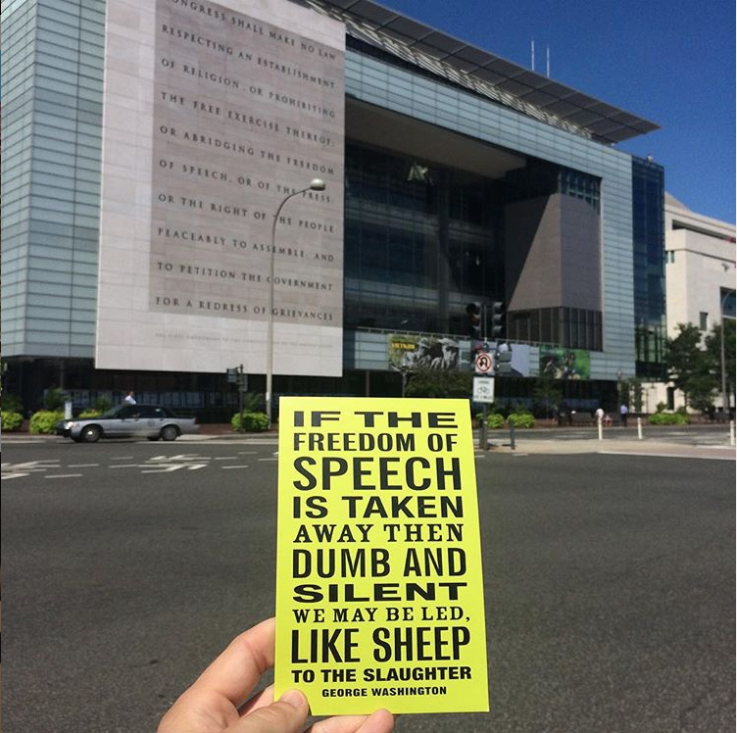 CONGRESS SHALL MAKE NO LAW
RESPECTING AN ESTABLISHMENT
OF RELIGION, OR PROHIBITING
THE FREE EXERCISE THEREOF;
OR ABRIDGING THE FREEDOM
OF SPEECH, OR OF THE PRESS;
OR THE RIGHT OF THE PEOPLE
PEACEABLY TO ASSEMBLE, AND
TO PETITION THE GOVERNMENT
FOR A REDRESS OF GRIEVANCES
VIETNAM
IF THE
FREEDOM OF
SPEECH
IS TAKEN
AWAY THEN
DUMB AND
SILENT
WE MAY BE LED,
LIKE SHEEP
TO THE SLAUGHTER
GEORGE WASHINGTON